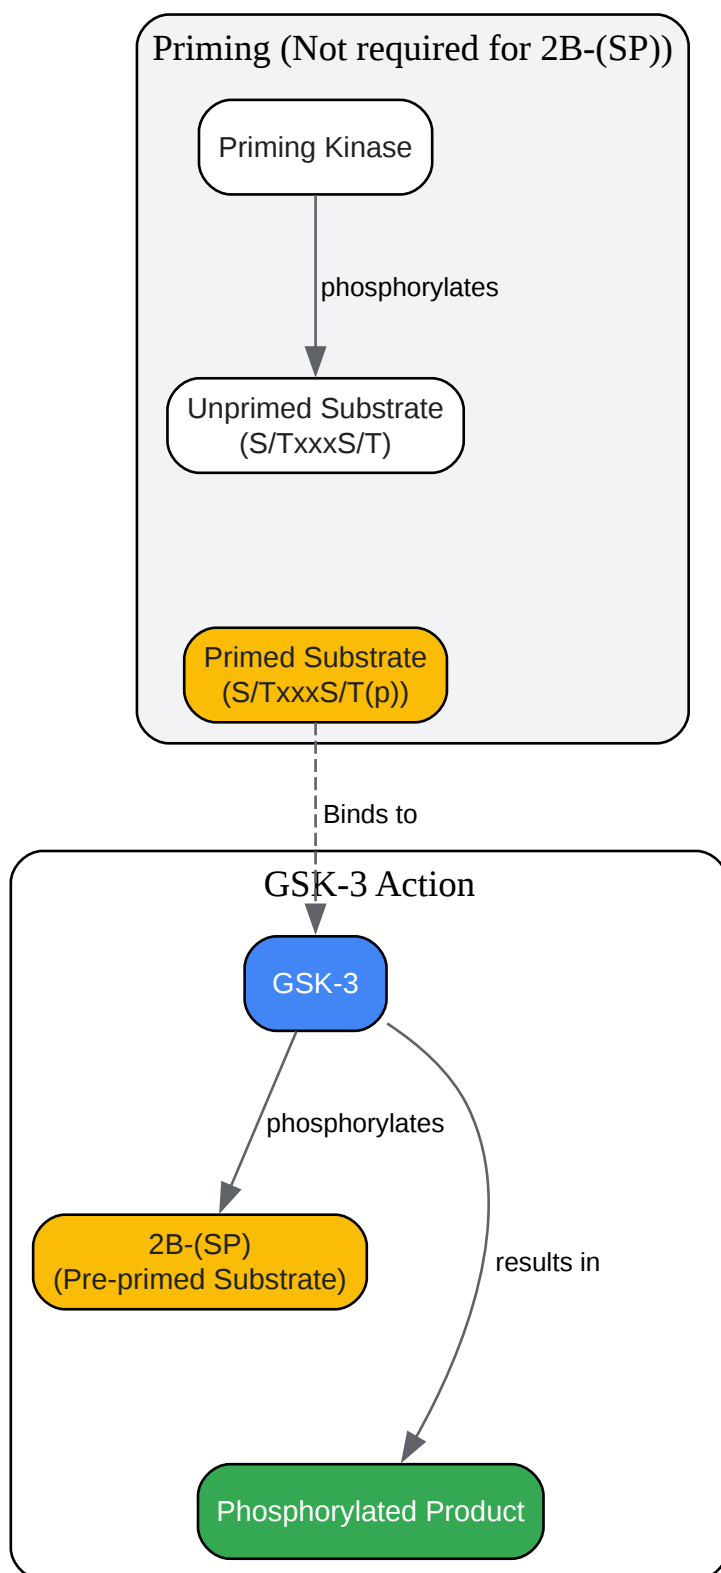 Priming (Not required for 2B-(SP))
Priming Kinase
phosphorylates
Unprimed Substrate
(S/TxxxS/T)
Primed Substrate
(S/TxxxS/T(p))
Binds to
GSK-3 Action
GSK-3
phosphorylates
2B-(SP)
(Pre-primed Substrate)
results in
Phosphorylated Product